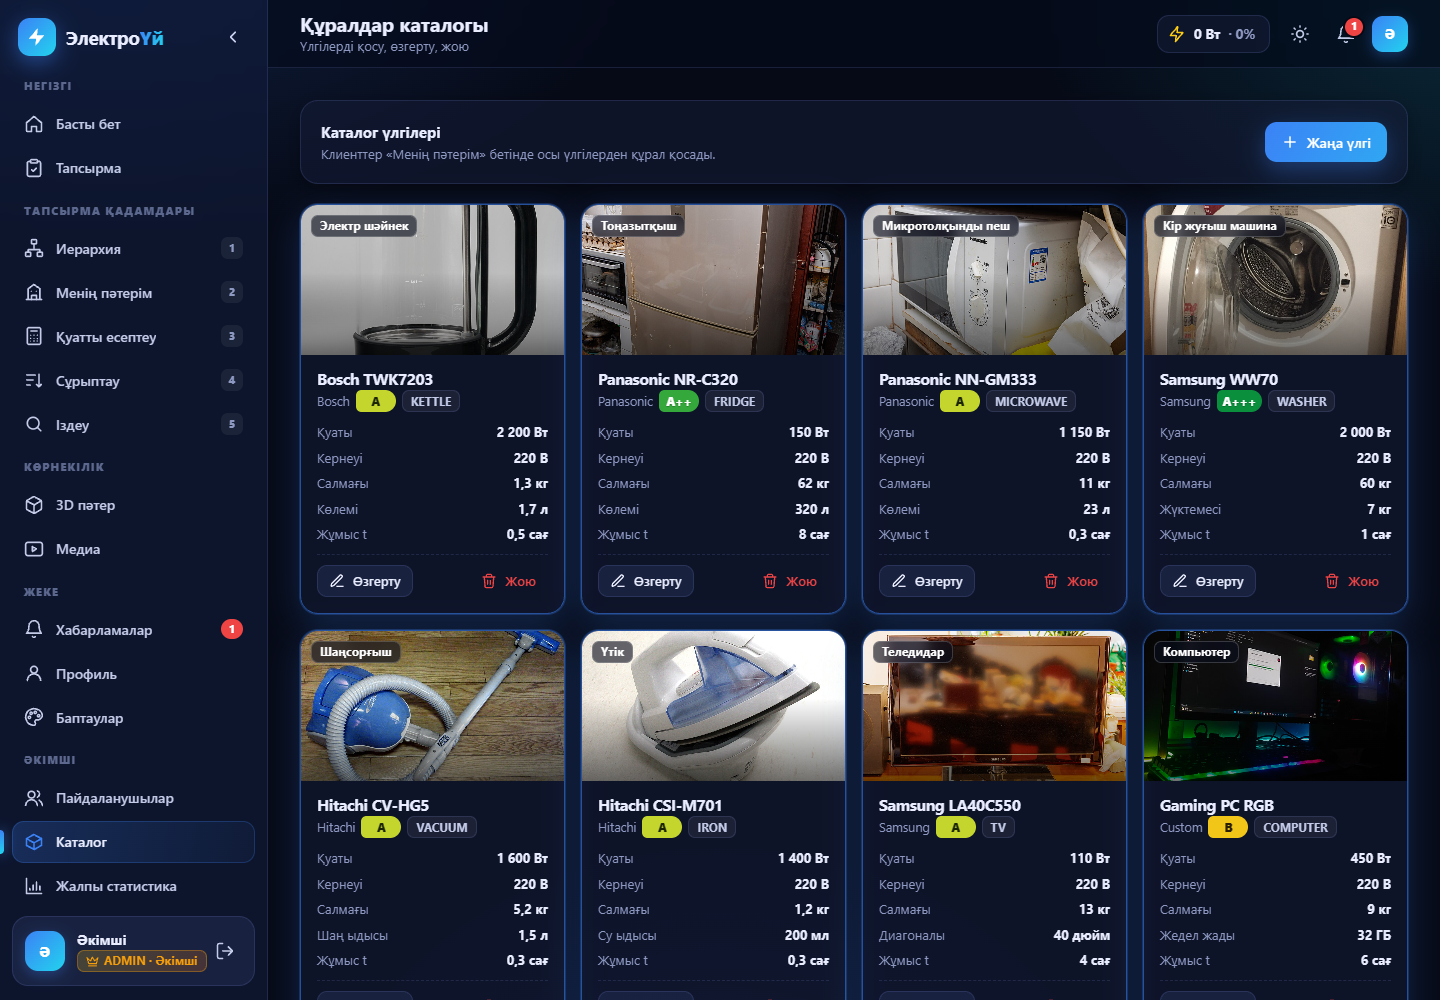 ЭлектроҮй
НЕГІЗГІ
Басты бет
Тапсырма
ТАПСЫРМА ҚАДАМДАРЫ
Иерархия 1
Менің пәтерім 2
Қуатты есептеу 3
Сұрыптау 4
Іздеу 5
КӨРНЕКІЛІК
3D пәтер
Медиа
ЖЕКЕ
Хабарламалар 1
Профиль
Баптаулар
ӘКІМШІ
Пайдаланушылар
Каталог
Жалпы статистика
Ә
Әкімші
ADMIN · Әкімші
Құралдар каталогы
Үлгілерді қосу, өзгерту, жою
0 Вт · 0%
1
Ә
Каталог үлгілері
Клиенттер «Менің пәтерім» бетінде осы үлгілерден құрал қосады.
Жаңа үлгі
Электр шәйнек
Bosch TWK7203
Bosch A KETTLE
Қуаты 2 200 Вт
Кернеуі 220 В
Салмағы 1,3 кг
Көлемі 1,7 л
Жұмыс t 0,5 сағ
Өзгерту Жою
Тоңазытқыш
Panasonic NR-C320
Panasonic A++ FRIDGE
Қуаты 150 Вт
Кернеуі 220 В
Салмағы 62 кг
Көлемі 320 л
Жұмыс t 8 сағ
Өзгерту Жою
Микротолқынды пеш
Panasonic NN-GM333
Panasonic A MICROWAVE
Қуаты 1 150 Вт
Кернеуі 220 В
Салмағы 11 кг
Көлемі 23 л
Жұмыс t 0,3 сағ
Өзгерту Жою
Кір жуғыш машина
Samsung WW70
Samsung A+++ WASHER
Қуаты 2 000 Вт
Кернеуі 220 В
Салмағы 60 кг
Жүктемесі 7 кг
Жұмыс t 1 сағ
Өзгерту Жою
Шаңсорғыш
Hitachi CV-HG5
Hitachi A VACUUM
Қуаты 1 600 Вт
Кернеуі 220 В
Салмағы 5,2 кг
Шаң ыдысы 1,5 л
Жұмыс t 0,3 сағ
Үтік
Hitachi CSI-M701
Hitachi A IRON
Қуаты 1 400 Вт
Кернеуі 220 В
Салмағы 1,2 кг
Су ыдысы 200 мл
Жұмыс t 0,3 сағ
Теледидар
Samsung LA40C550
Samsung A TV
Қуаты 110 Вт
Кернеуі 220 В
Салмағы 13 кг
Диагоналы 40 дюйм
Жұмыс t 4 сағ
Компьютер
Gaming PC RGB
Custom B COMPUTER
Қуаты 450 Вт
Кернеуі 220 В
Салмағы 9 кг
Жедел жады 32 ГБ
Жұмыс t 6 сағ